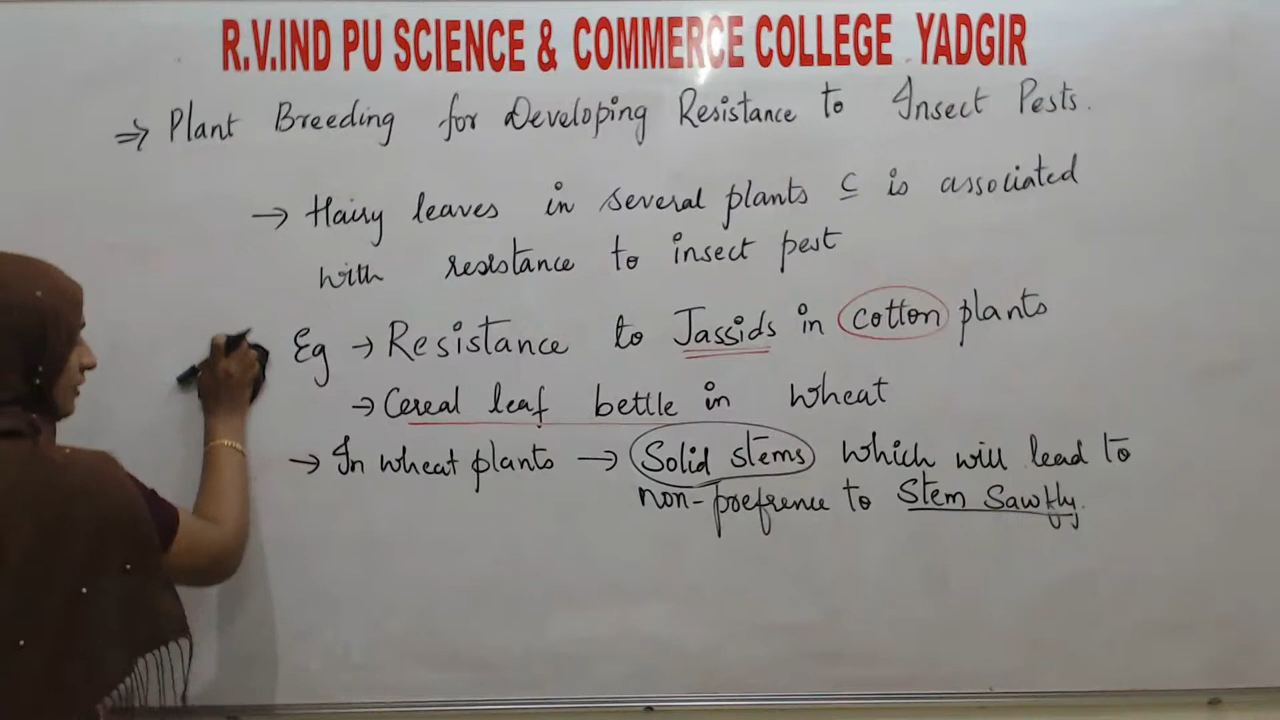 R.V.IND PU SCIENCE & COMMERCE COLLEGE YADGIR
⇒ Plant Breeding for Developing Resistance to Insect Pests.
→ Hairy leaves in several plants c̲ is associated
with resistance to insect pest
Eg → Resistance to Jassids in cotton plants
→ Cereal leaf bettle in wheat
→ In wheat plants → Solid stems which will lead to
non-prefrence to Stem Sawfly.